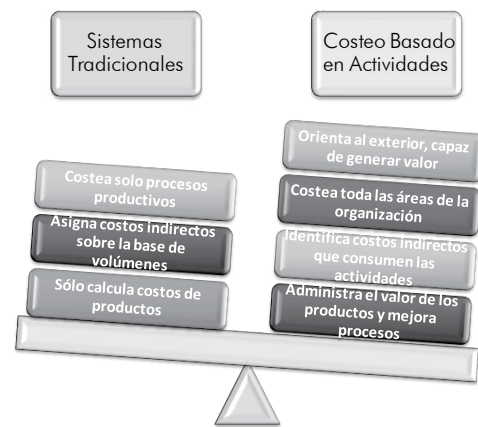 Sistemas
Tradicionales
Costeo Basado
en Actividades
Costea solo procesos
productivos
Asigna costos indirectos
sobre la base de
volúmenes
Sólo calcula costos de
productos
Orienta al exterior, capaz
de generar valor
Costea toda las áreas de la
organización
Identifica costos indirectos
que consumen las
actividades
Administra el valor de los
productos y mejora
procesos